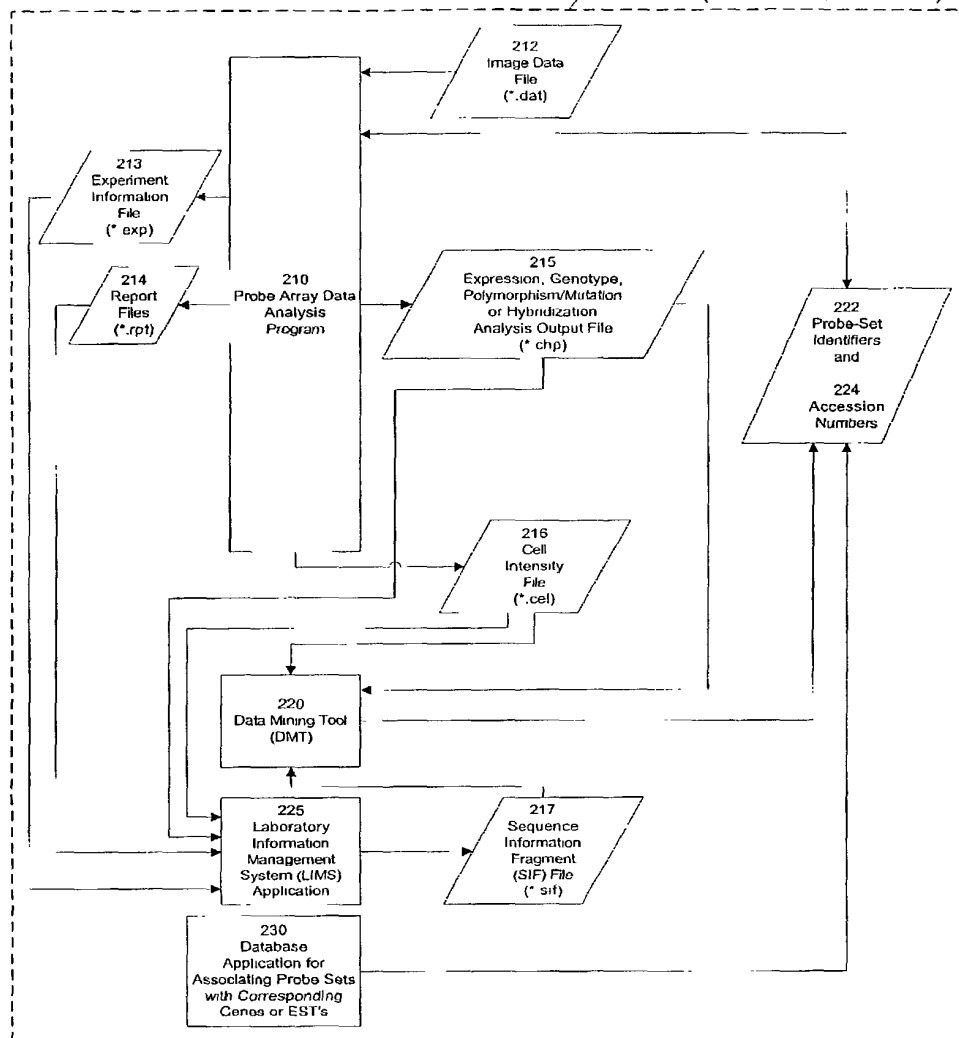 212
Image Data
File
(*.dat)
213
Experiment
Information
File
(* exp)
214
Report
Files
(*.rpt)
210
Probe Array Data
Analysis
Program
215
Expression, Genotype,
Polymorphism/Mutation
or Hybridization
Analysis Output File
(* chp)
222
Probe-Set
Identifiers
and
224
Accession
Numbers
216
Cell
Intensity
File
(*.cel)
220
Data Mining Tool
(DMT)
225
Laboratory
Information
Management
System (LIMS)
Application
217
Sequence
Information
Fragment
(SIF) File
(* sif)
230
Database
Application for
Associating Probe Sets
with Corresponding
Genes or EST's